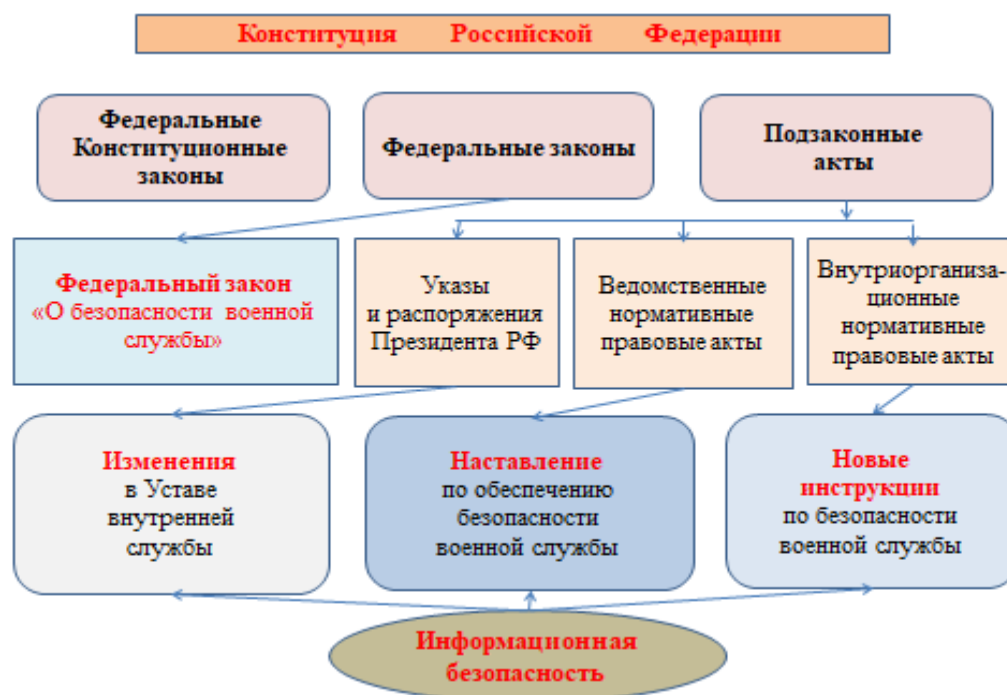 Конституция Российской Федерации
Федеральные
Конституционные
законы
Федеральные законы
Подзаконные
акты
Федеральный закон
«О безопасности военной
службы»
Указы
и распоряжения
Президента РФ
Ведомственные
нормативные
правовые акты
Внутриорганиза-
ционные
нормативные
правовые акты
Изменения
в Уставе
внутренней
службы
Наставление
по обеспечению
безопасности
военной службы
Новые
инструкции
по безопасности
военной службы
Информационная
безопасность